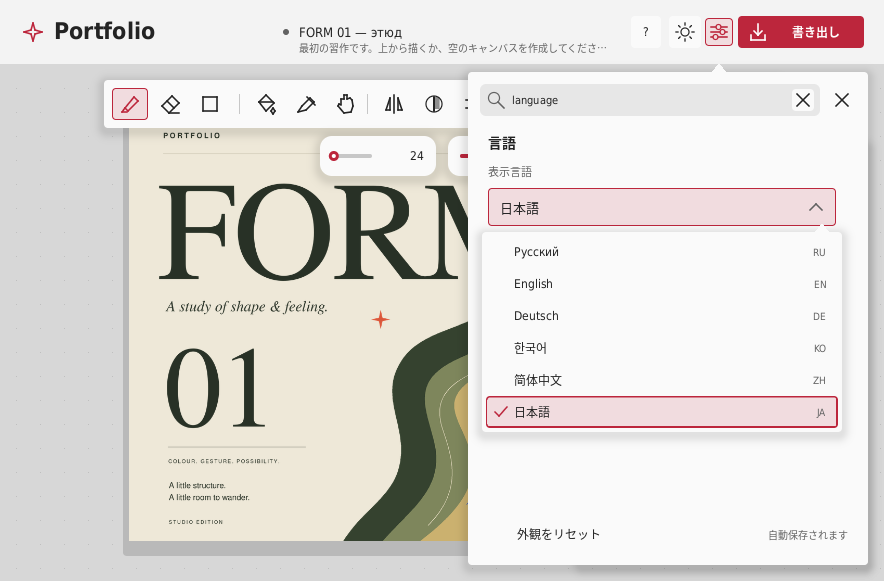 Portfolio
FORM 01 — этюд
最初の習作です。上から描くか、空のキャンバスを作成してくださ…
?
書き出し
language
言語
表示言語
日本語
Русский RU
English EN
Deutsch DE
한국어 KO
简体中文 ZH
日本語 JA
外観をリセット
自動保存されます
24
PORTFOLIO
FORM
A study of shape & feeling.
01
COLOUR. GESTURE. POSSIBILITY.
A little structure.
A little room to wander.
STUDIO EDITION